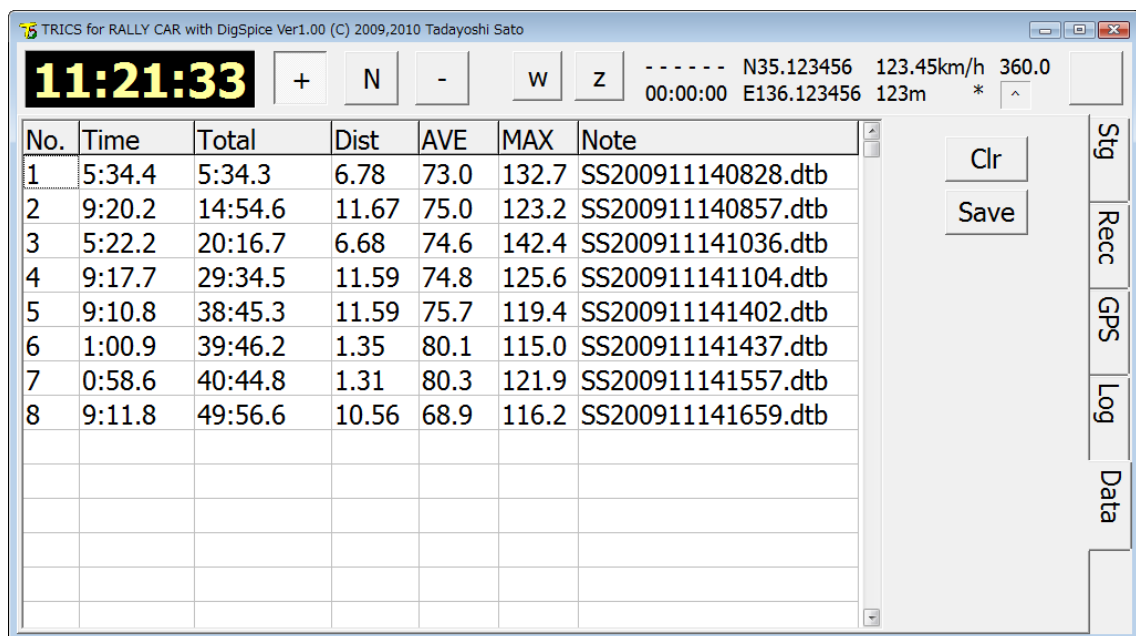 TRICS for RALLY CAR with DigSpice Ver1.00 (C) 2009,2010 Tadayoshi Sato
11:21:33 + N - w z ------ N35.123456 123.45km/h 360.0
00:00:00 E136.123456 123m * ^
No. Time Total Dist AVE MAX Note
1 5:34.4 5:34.3 6.78 73.0 132.7 SS200911140828.dtb
2 9:20.2 14:54.6 11.67 75.0 123.2 SS200911140857.dtb
3 5:22.2 20:16.7 6.68 74.6 142.4 SS200911141036.dtb
4 9:17.7 29:34.5 11.59 74.8 125.6 SS200911141104.dtb
5 9:10.8 38:45.3 11.59 75.7 119.4 SS200911141402.dtb
6 1:00.9 39:46.2 1.35 80.1 115.0 SS200911141437.dtb
7 0:58.6 40:44.8 1.31 80.3 121.9 SS200911141557.dtb
8 9:11.8 49:56.6 10.56 68.9 116.2 SS200911141659.dtb
Clr
Save
Stg
Recc
GPS
Log
Data